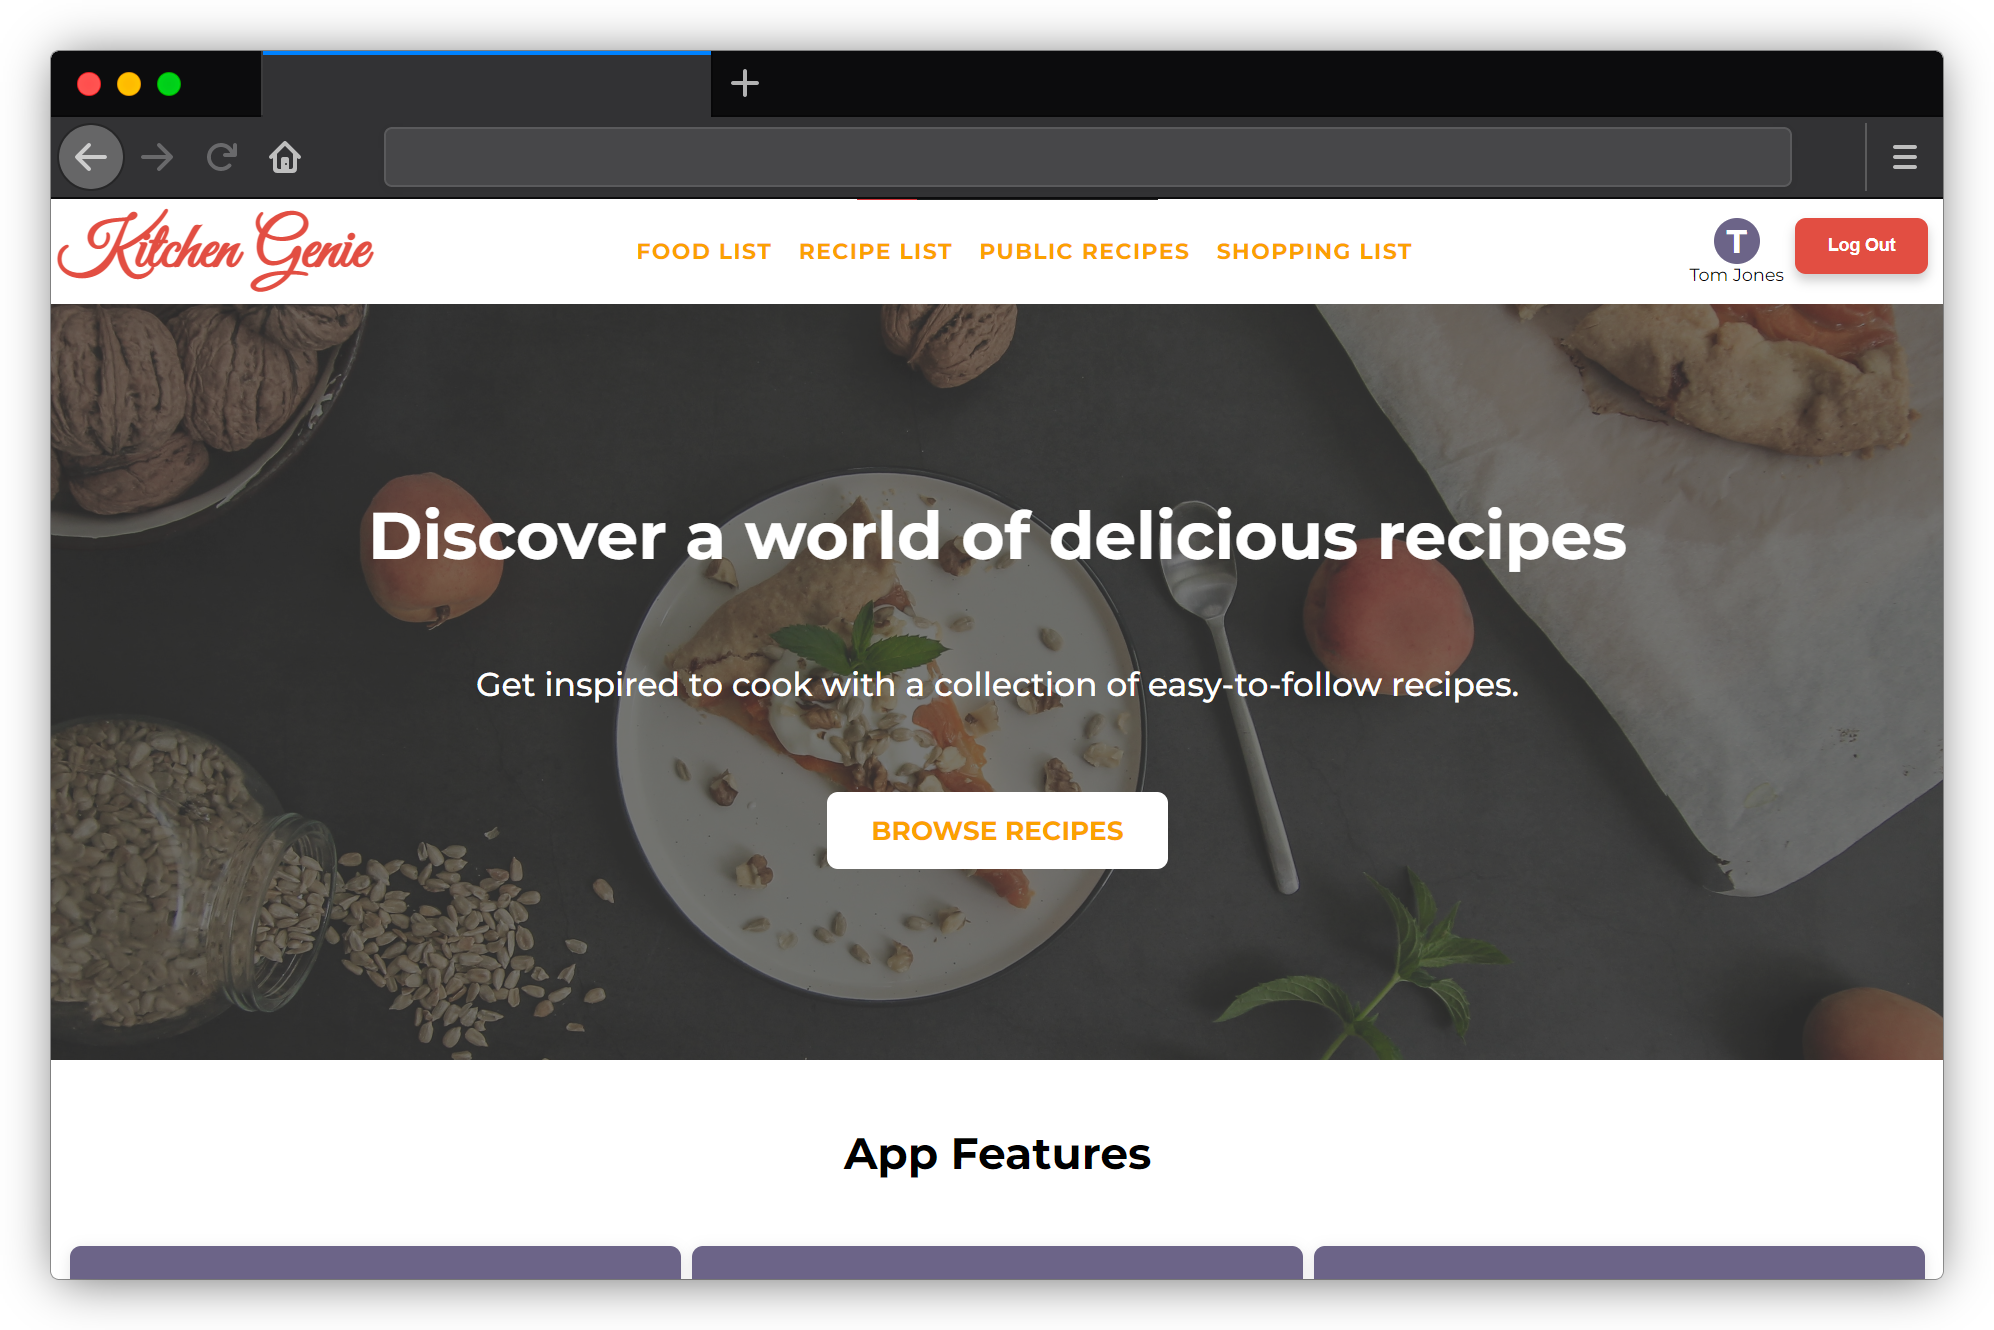 Kitchen Genie
FOOD LIST RECIPE LIST PUBLIC RECIPES SHOPPING LIST
T
Tom Jones
Log Out
Discover a world of delicious recipes
Get inspired to cook with a collection of easy-to-follow recipes.
BROWSE RECIPES
App Features